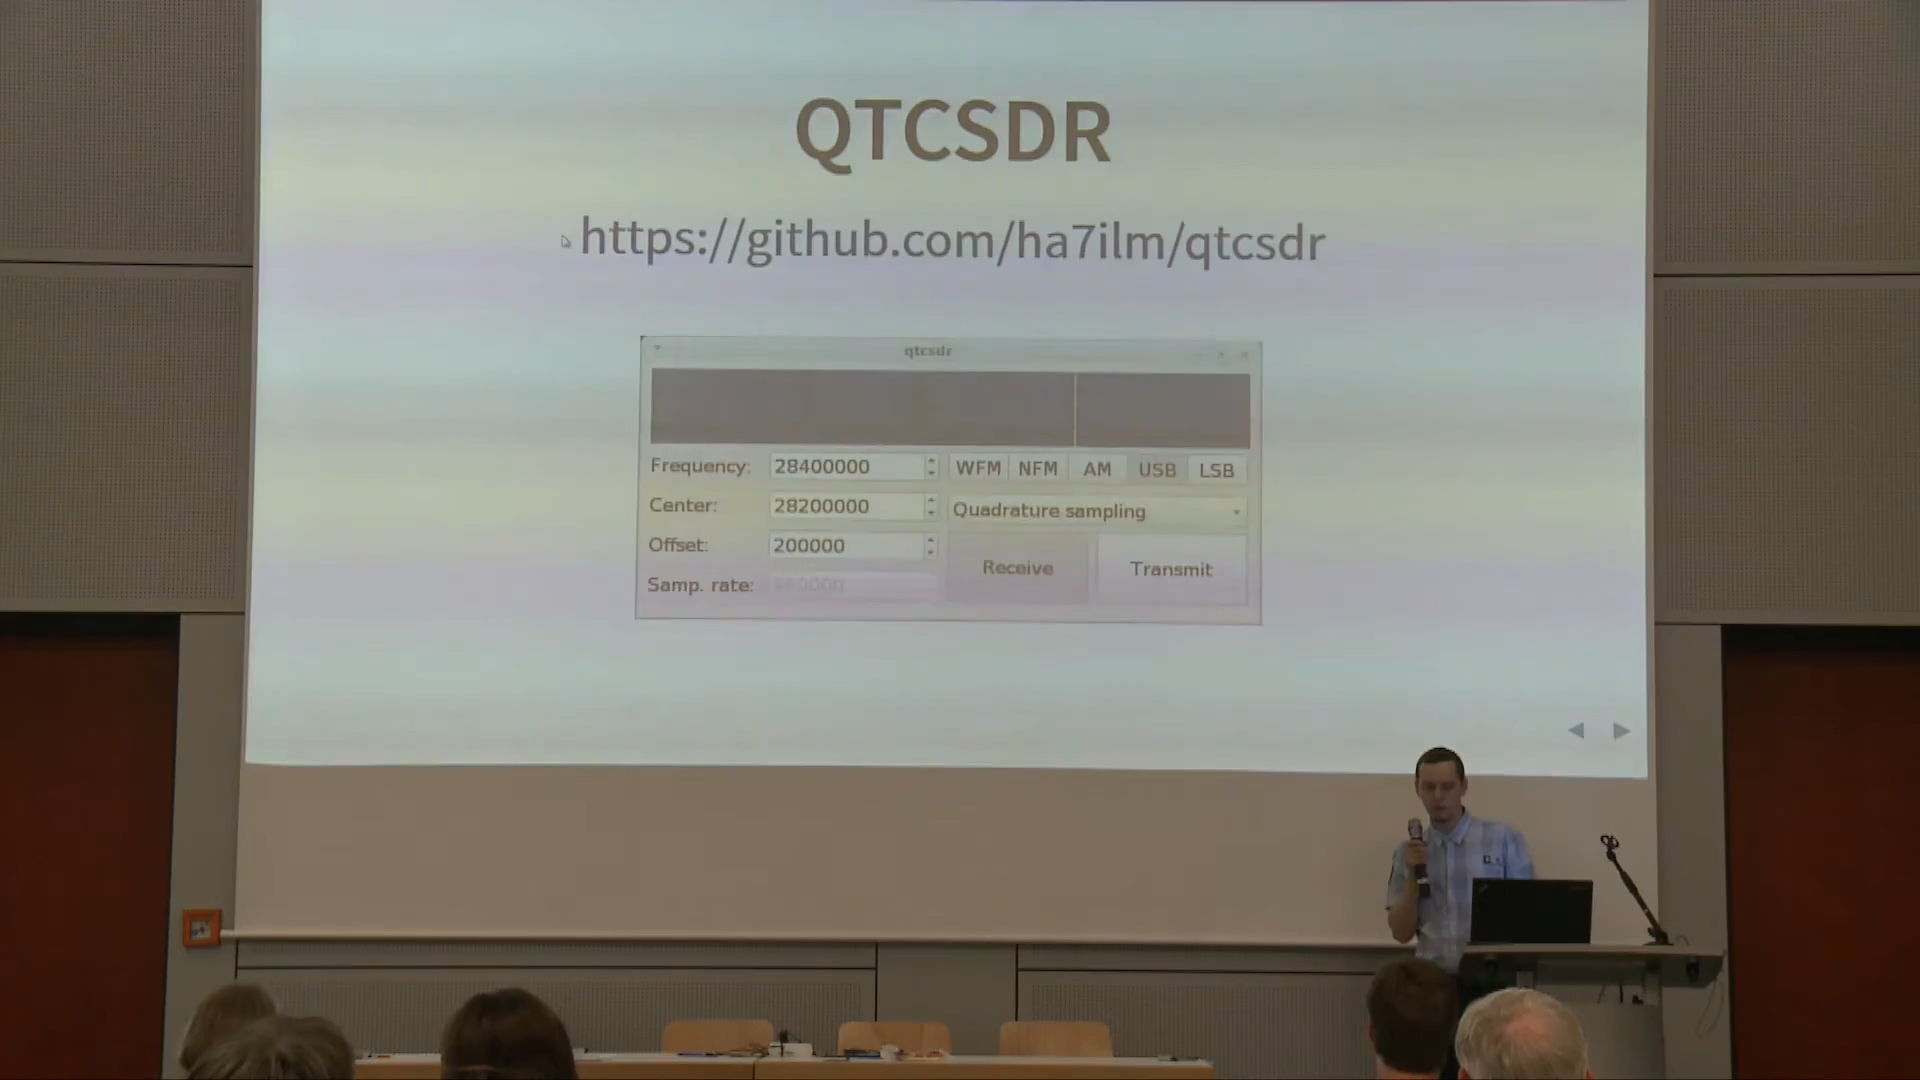 QTCSDR
https://github.com/ha7ilm/qtcsdr
qtcsdr
Frequency: 28400000 WFM NFM AM USB LSB
Center: 28200000 Quadrature sampling
Offset: 200000 Receive Transmit
Samp. rate: